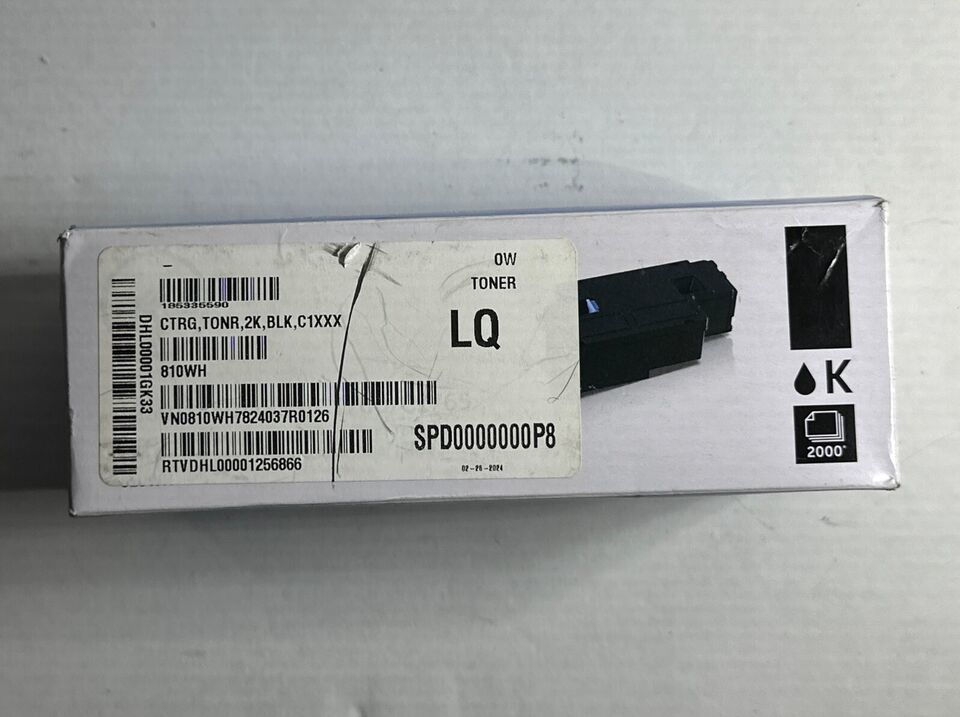 OW
TONER
LQ
185335590
CTRG,TONR,2K,BLK,C1XXX
810WH
VN0810WH7824037R0126
RTVDHL00001256866
DHL00001GK33
SPD0000000P8
02-26-2024
K
2000*